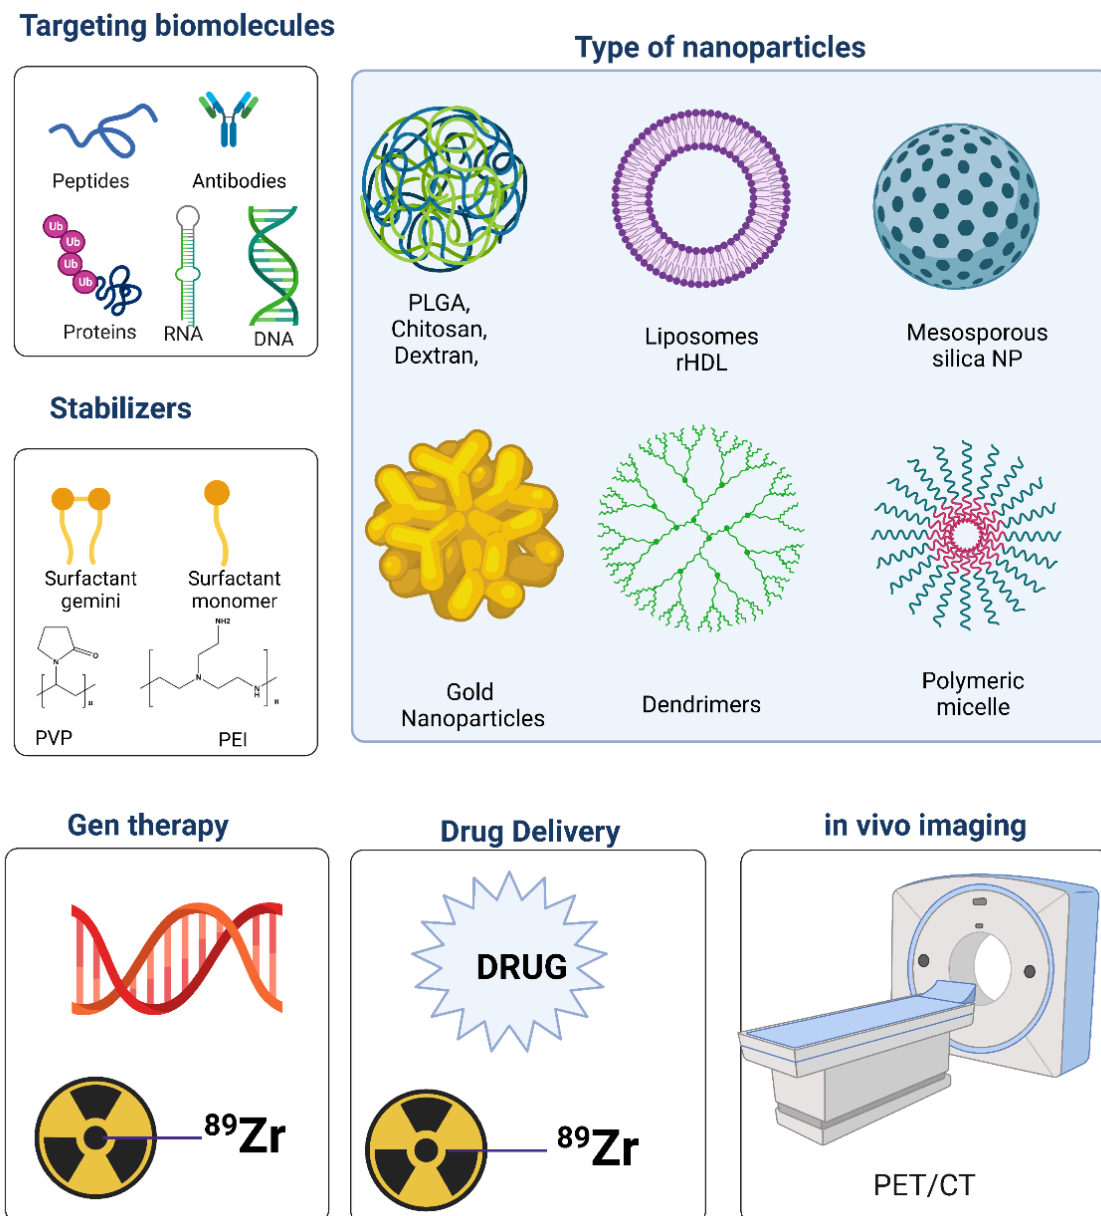 Targeting biomolecules
Peptides
Antibodies
Ub
Ub
Ub
Ub
Proteins
RNA
DNA
Type of nanoparticles
PLGA,
Chitosan,
Dextran,
Liposomes
rHDL
Mesosporous
silica NP
Gold
Nanoparticles
Dendrimers
Polymeric
micelle
Stabilizers
Surfactant
gemini
Surfactant
monomer
N
O
n
PVP
NH2
N
N
H
n
PEI
Gen therapy
⁸⁹Zr
Drug Delivery
DRUG
⁸⁹Zr
in vivo imaging
PET/CT